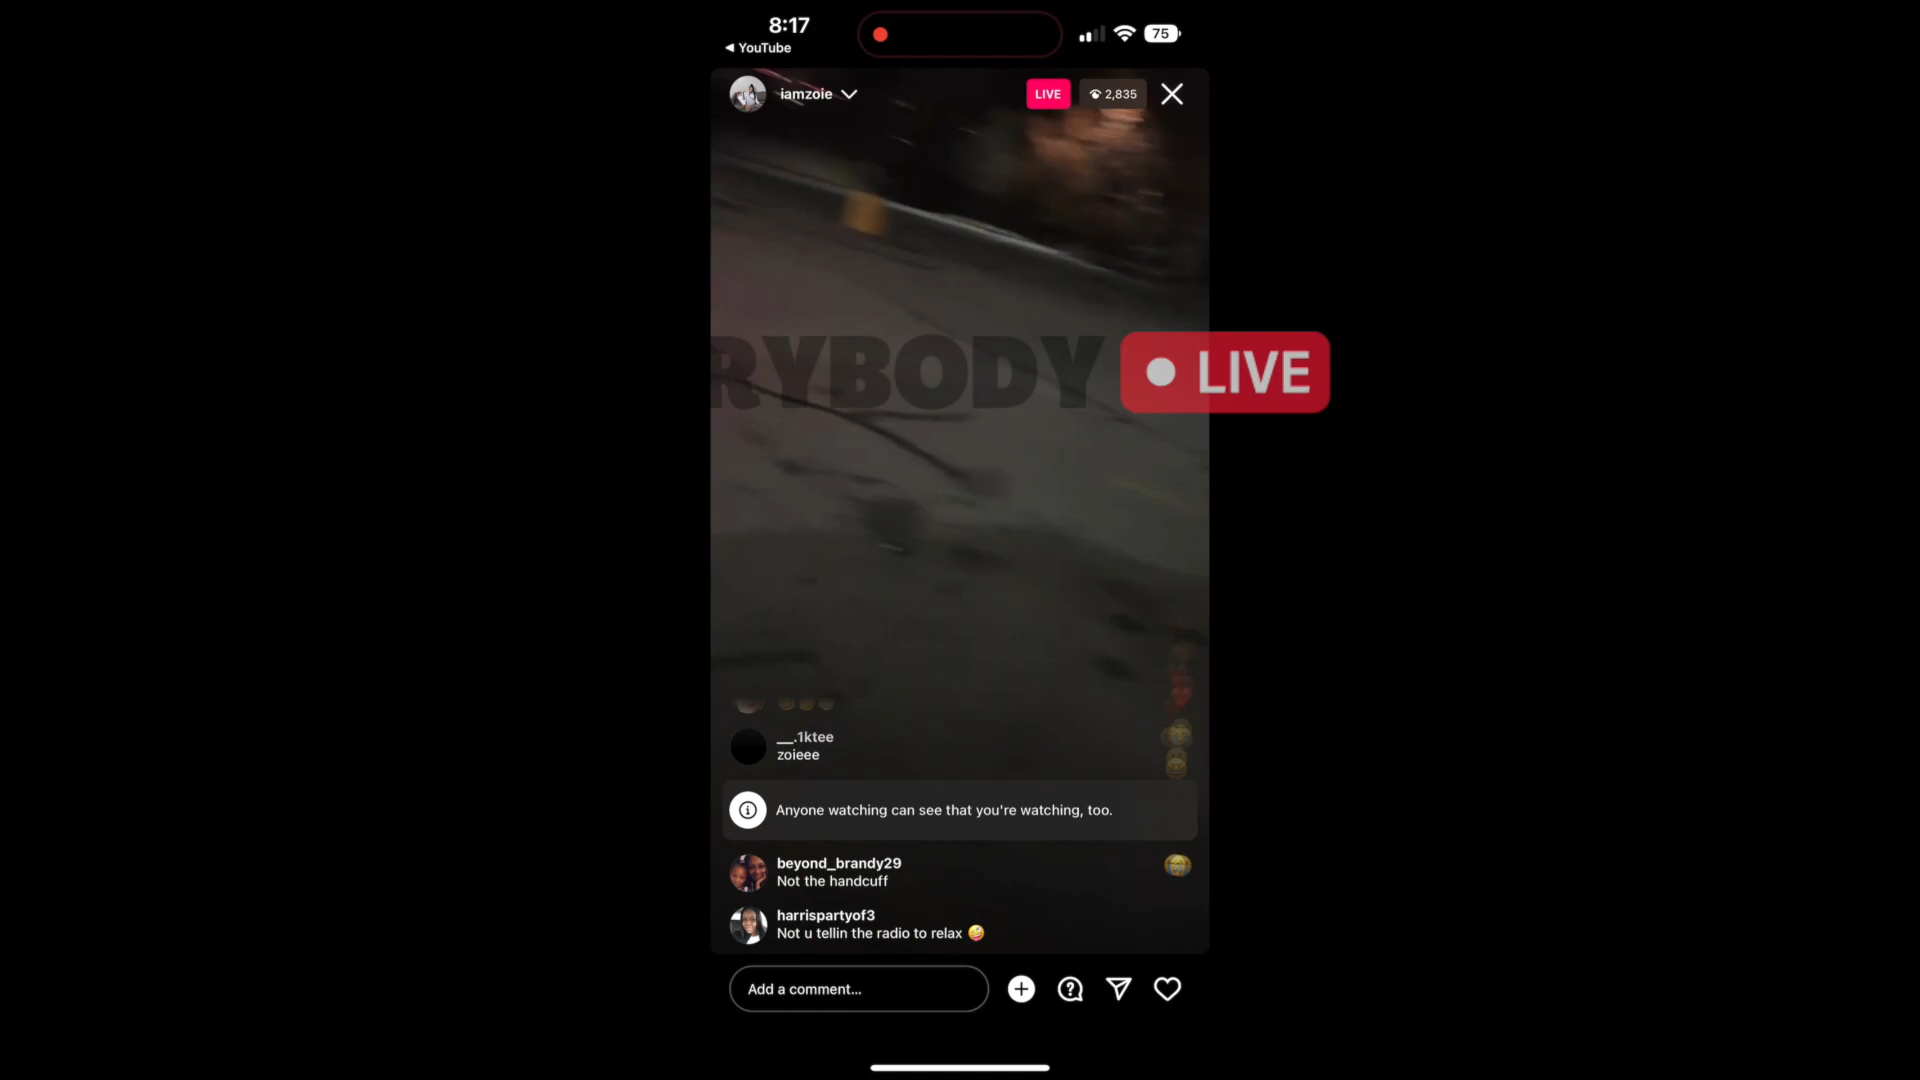 8:17
YouTube
75
iamzoie
LIVE
2,835
RYBODY
LIVE
__.1ktee
zoieee
Anyone watching can see that you're watching, too.
beyond_brandy29
Not the handcuff
harrispartyof3
Not u tellin the radio to relax 🤪
Add a comment...